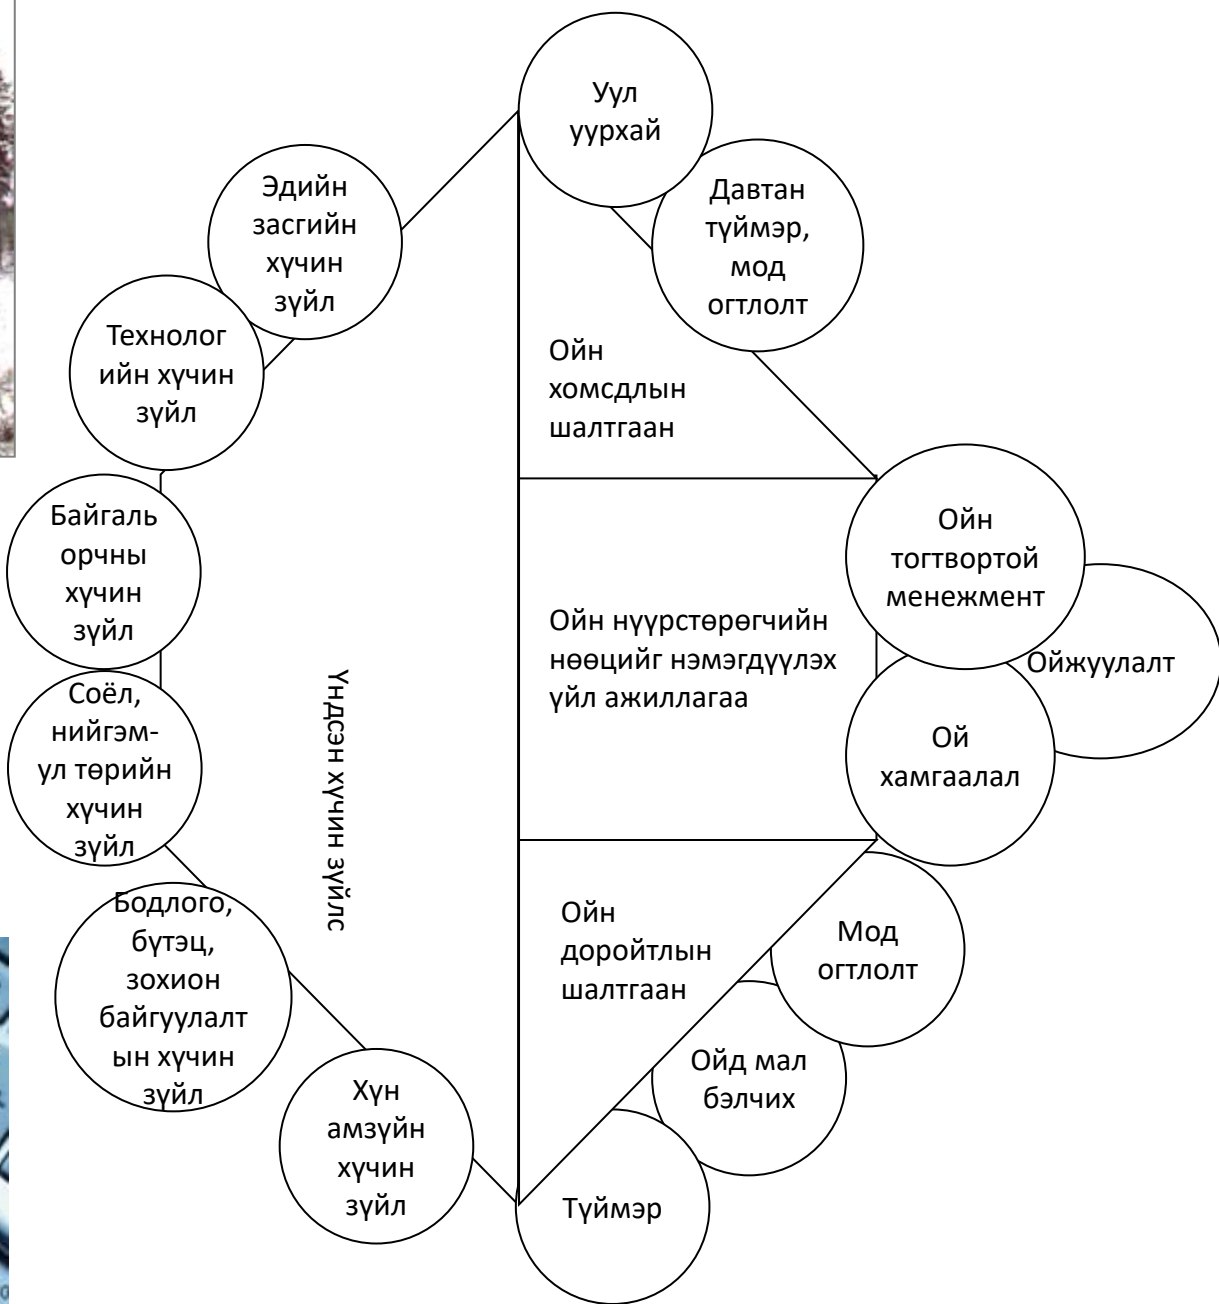 Уул
уурхай
Давтан
түймэр,
мод
огтлолт
Эдийн
засгийн
хүчин
зүйл
Технолог
ийн хүчин
зүйл
Байгаль
орчны
хүчин
зүйл
Соёл,
нийгэм-
ул төрийн
хүчин
зүйл
Бодлого,
бүтэц,
зохион
байгуулалт
ын хүчин
зүйл
Хүн
амзүйн
хүчин
зүйл
Үндсэн хүчин зүйлс
Ойн
хомсдлын
шалтгаан
Ойн нүүрстөрөгчийн
нөөцийг нэмэгдүүлэх
үйл ажиллагаа
Ойн
доройтлын
шалтгаан
Ойн
тогтвортой
менежмент
Ойжуулалт
Ой
хамгаалал
Мод
огтлолт
Ойд мал
бэлчих
Түймэр